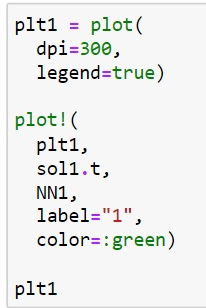 plt1 = plot(
  dpi=300,
  legend=true)

plot!(
  plt1,
  sol1.t,
  NN1,
  label="1",
  color=:green)

plt1